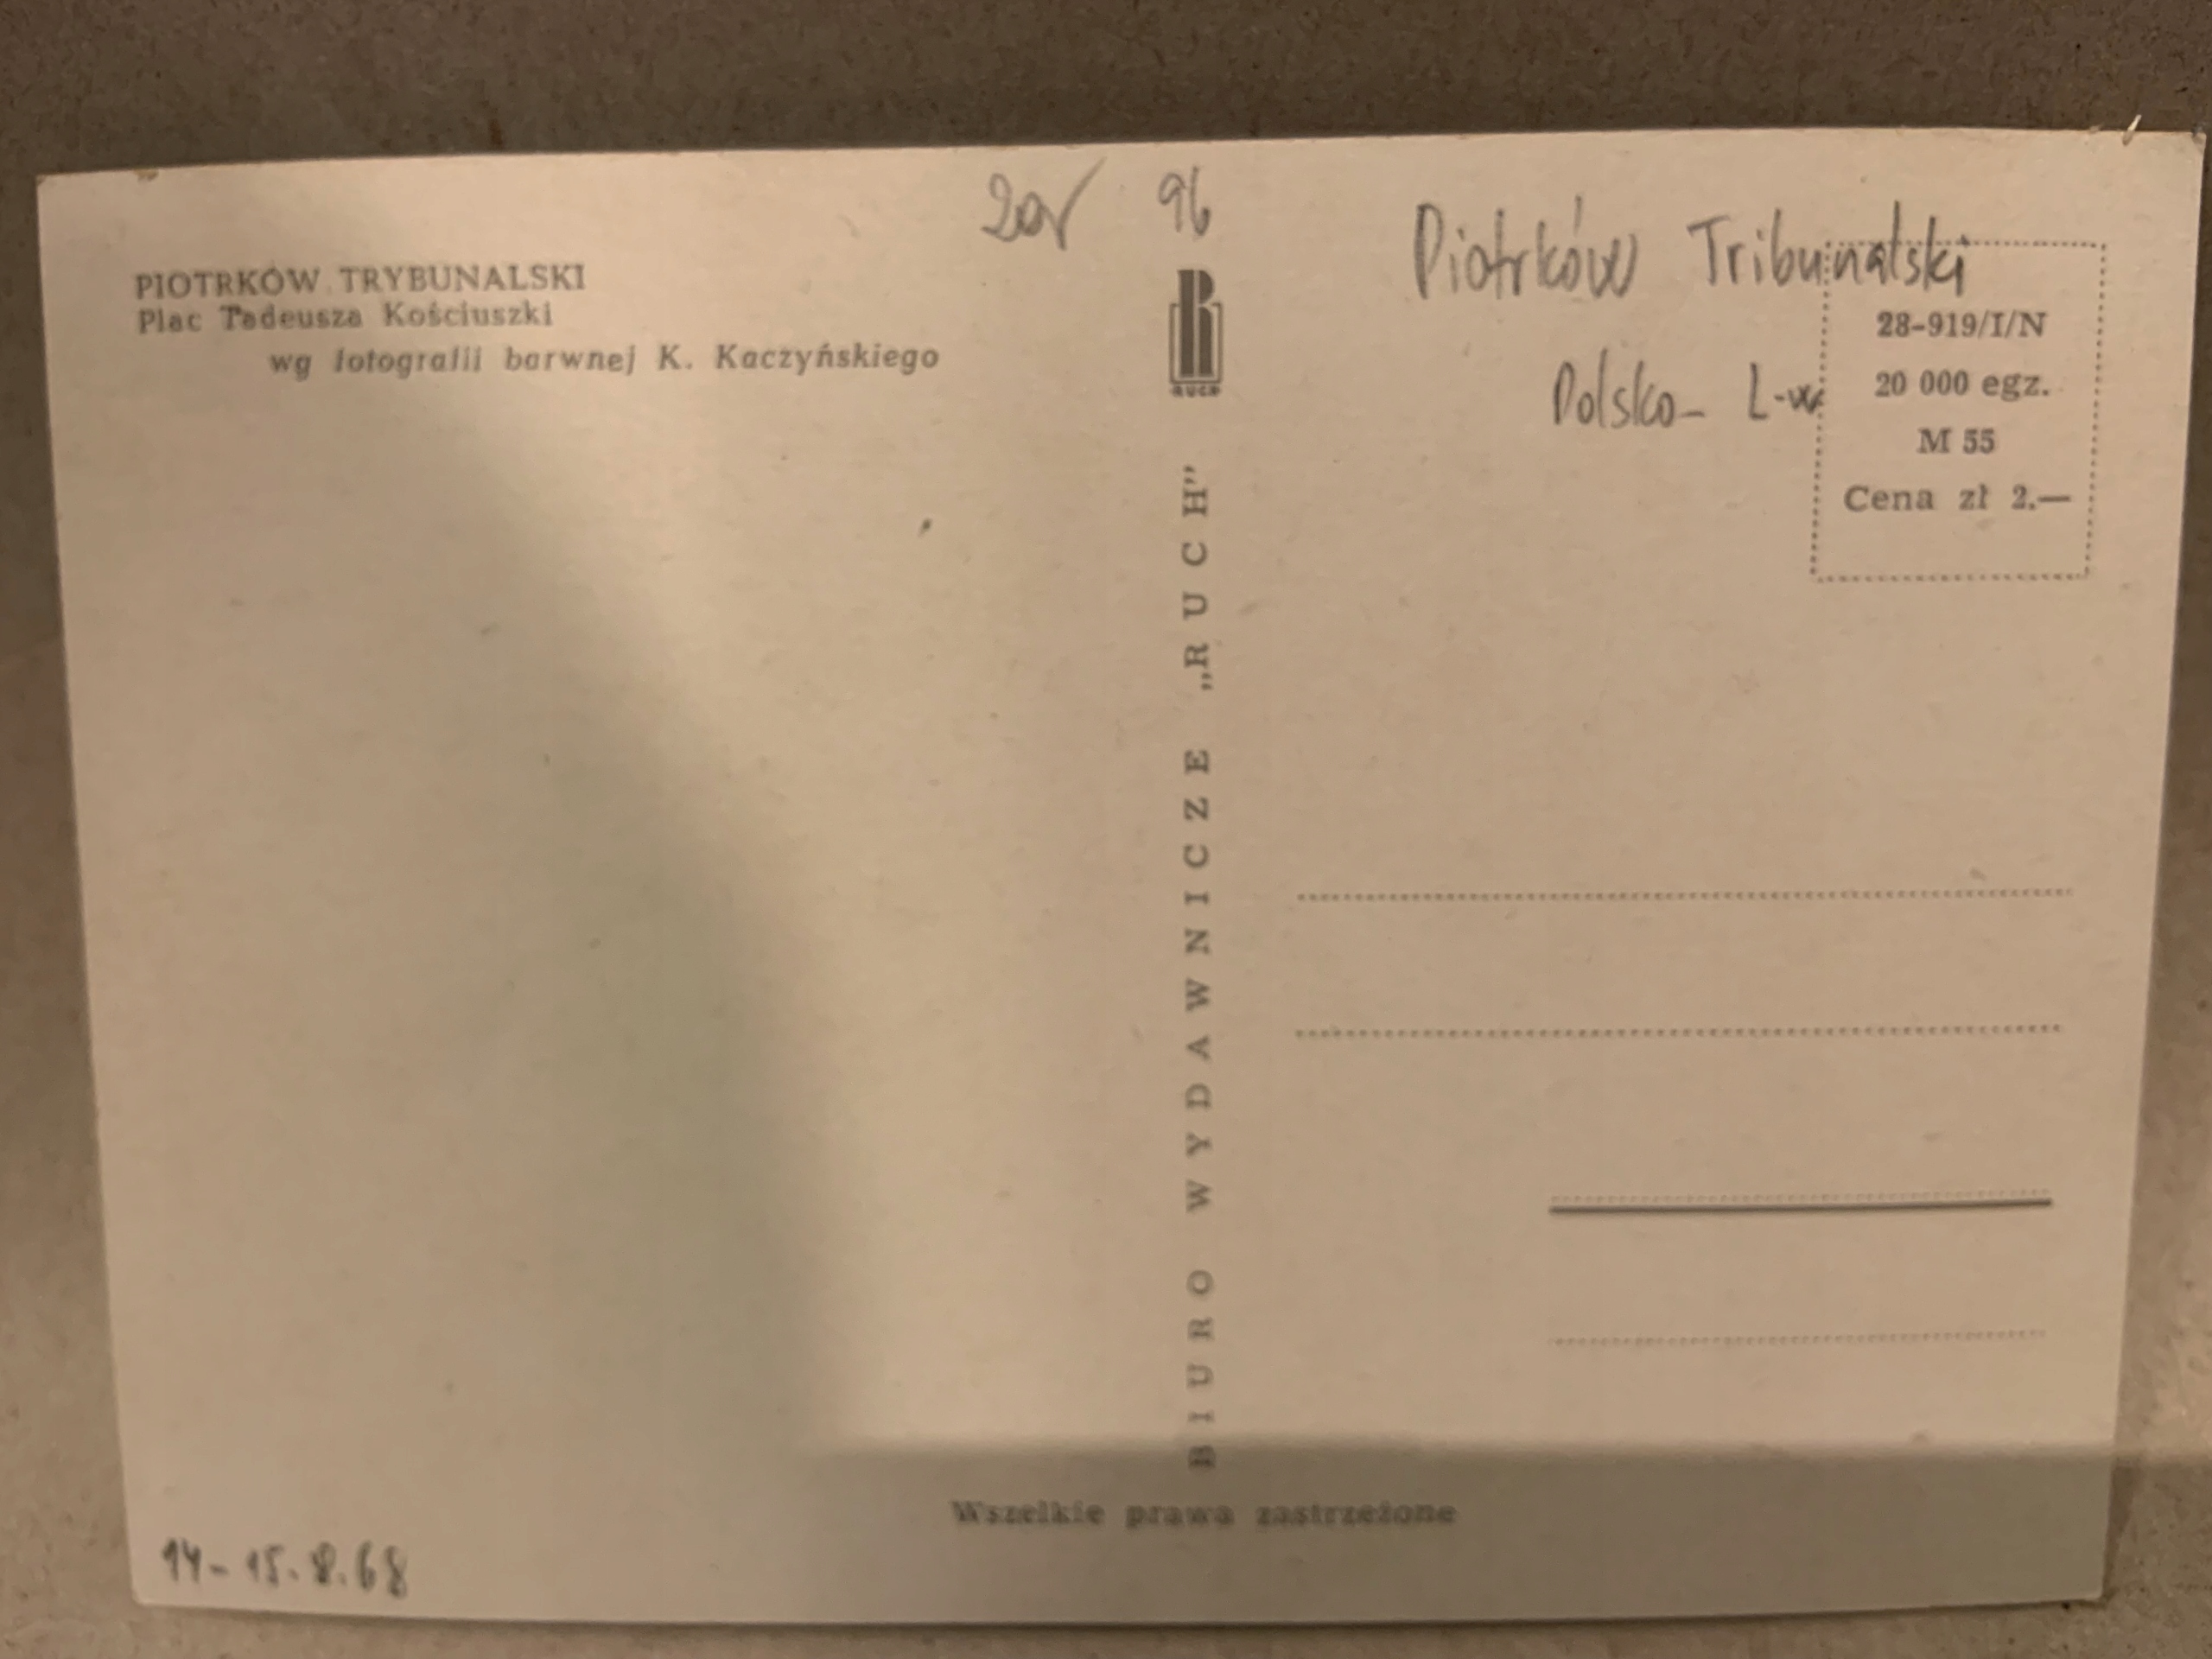 96
PIOTRKÓW TRYBUNALSKI
Plac Tadeusza Kościuszki
wg fotografii barwnej K. Kaczyńskiego
RUCH
BIURO WYDAWNICZE „RUCH”
Piotrków Tribunalski
Polsko- L-w
28-919/I/N
20 000 egz.
M 55
Cena zł 2.—
Wszelkie prawa zastrzeżone
14-15.8.68